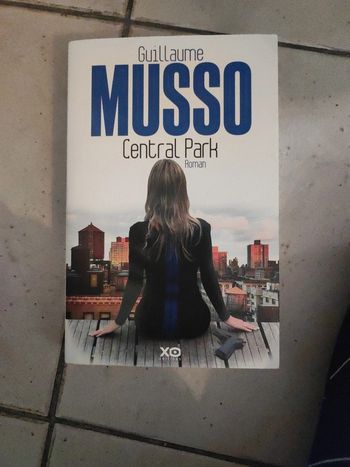 Guillaume
MUSSO
Central Park
Roman
XO